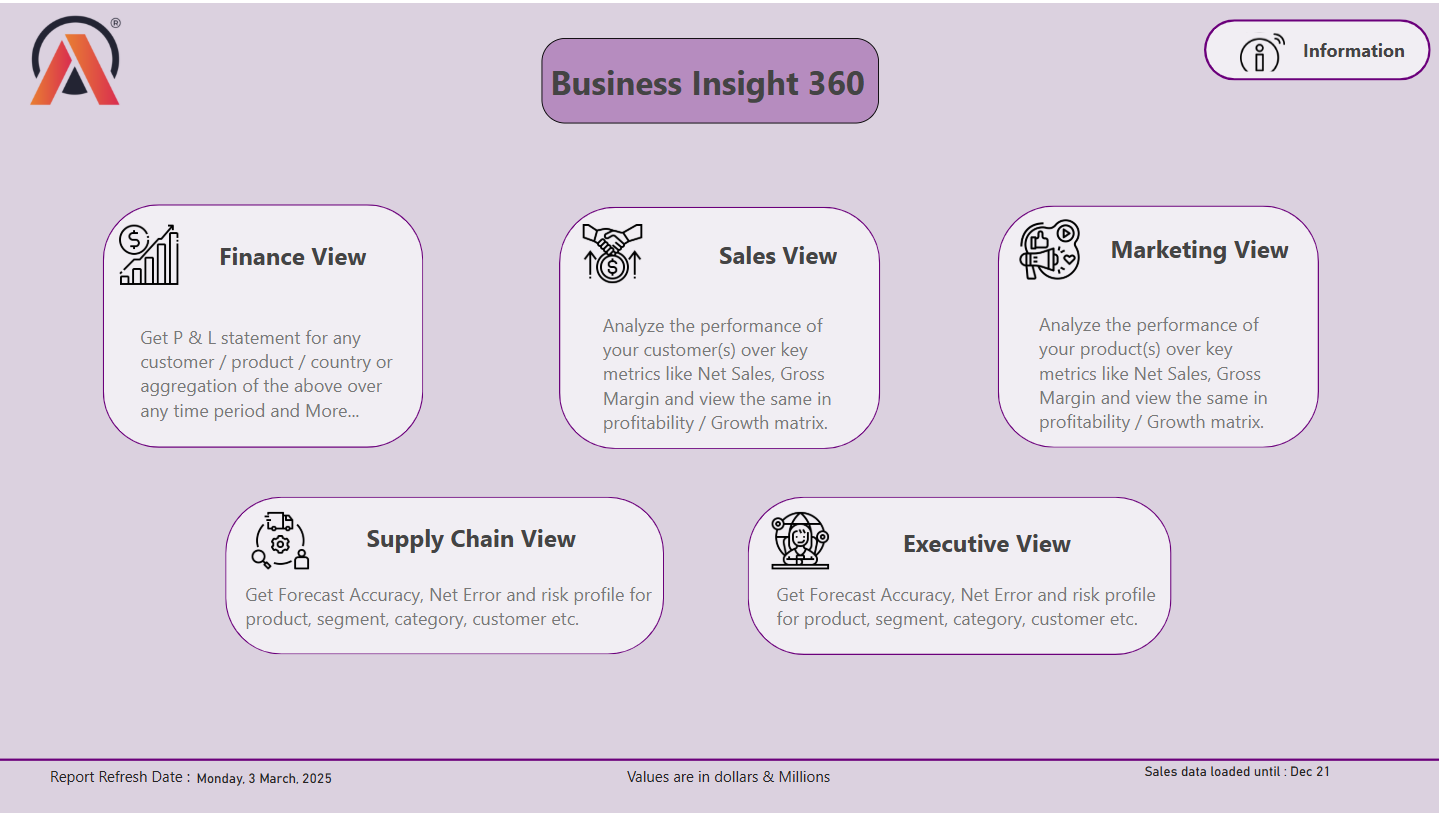 ®
Business Insight 360
Information
Finance View
Get P & L statement for any
customer / product / country or
aggregation of the above over
any time period and More...
Sales View
Analyze the performance of
your customer(s) over key
metrics like Net Sales, Gross
Margin and view the same in
profitability / Growth matrix.
Marketing View
Analyze the performance of
your product(s) over key
metrics like Net Sales, Gross
Margin and view the same in
profitability / Growth matrix.
Supply Chain View
Get Forecast Accuracy, Net Error and risk profile for
product, segment, category, customer etc.
Executive View
Get Forecast Accuracy, Net Error and risk profile
for product, segment, category, customer etc.
Report Refresh Date : Monday, 3 March, 2025
Values are in dollars & Millions
Sales data loaded until : Dec 21